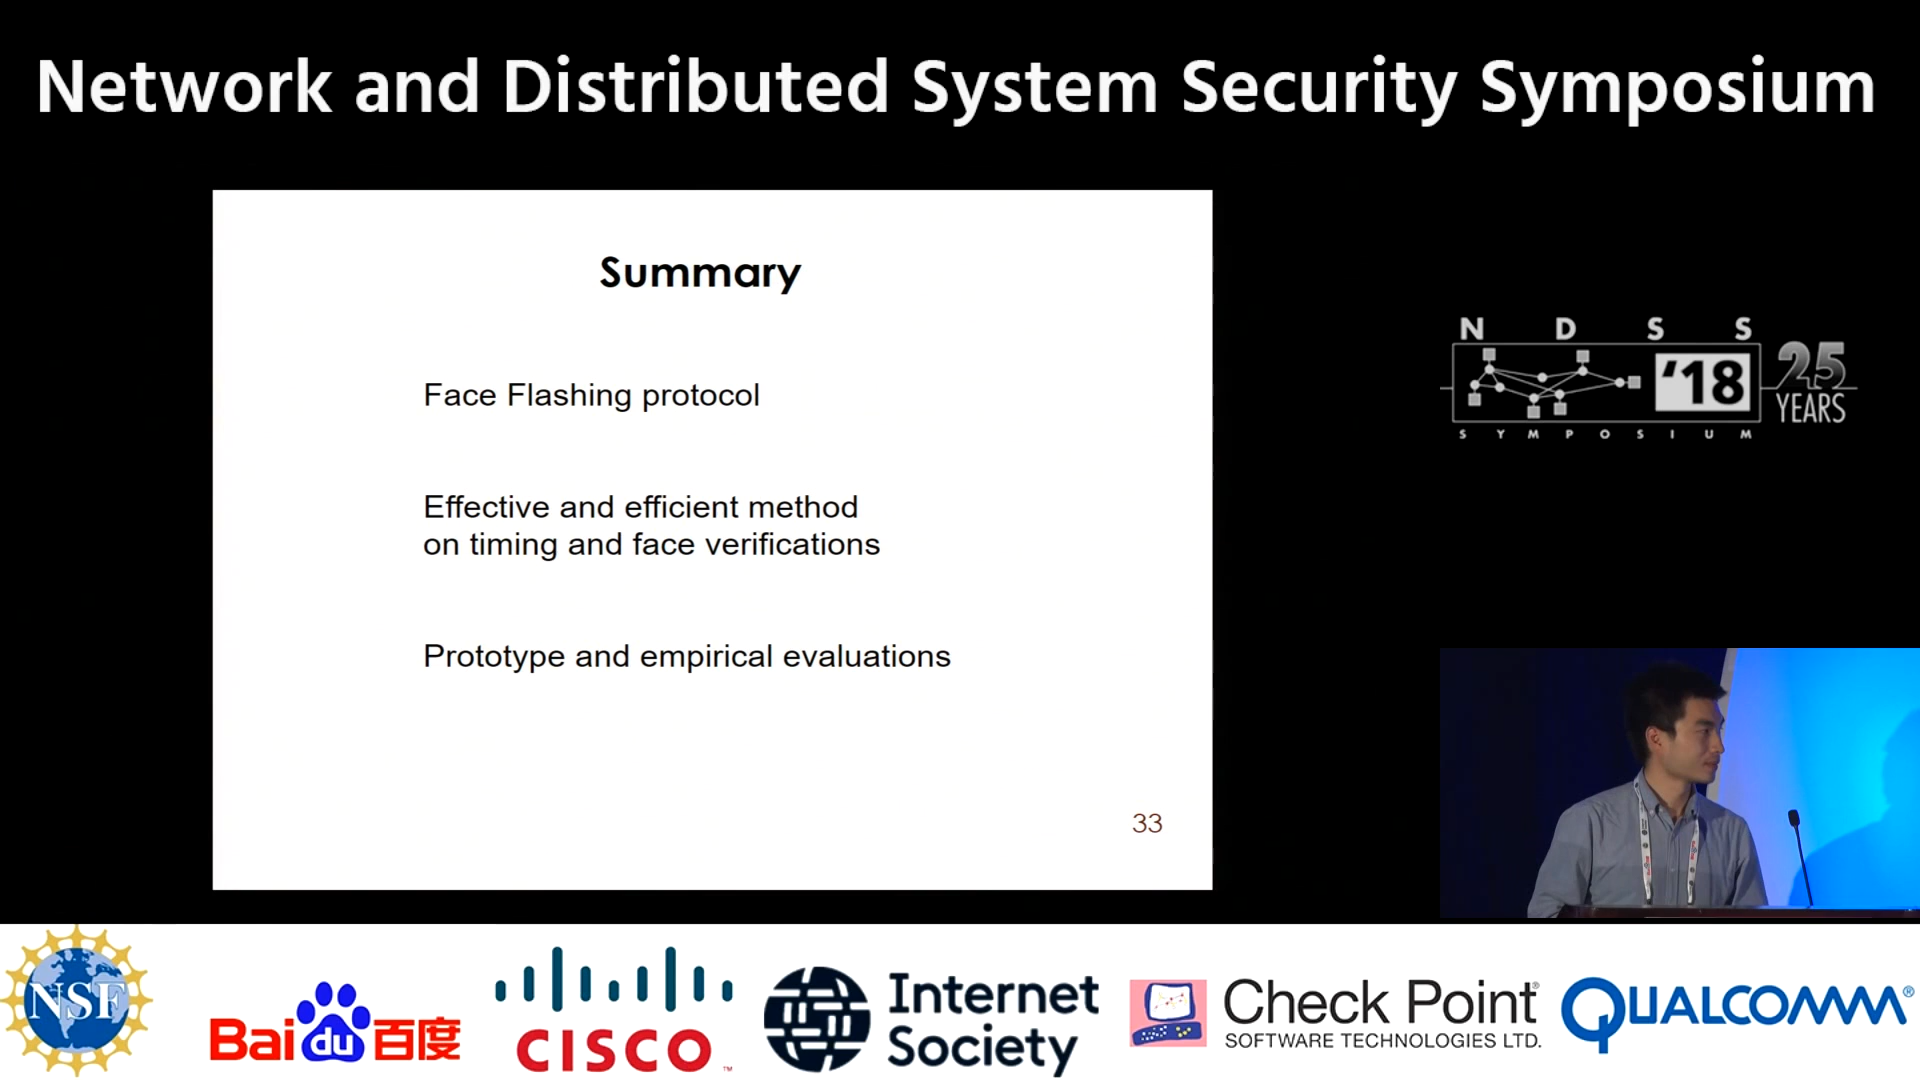 Network and Distributed System Security Symposium
Summary
Face Flashing protocol
Effective and efficient method
on timing and face verifications
Prototype and empirical evaluations
33
N D S S
'18
25
YEARS
S Y M P O S I U M
NSF
Bai du 百度
CISCO™
Internet
Society
Check Point®
SOFTWARE TECHNOLOGIES LTD.
QUALCOMM®